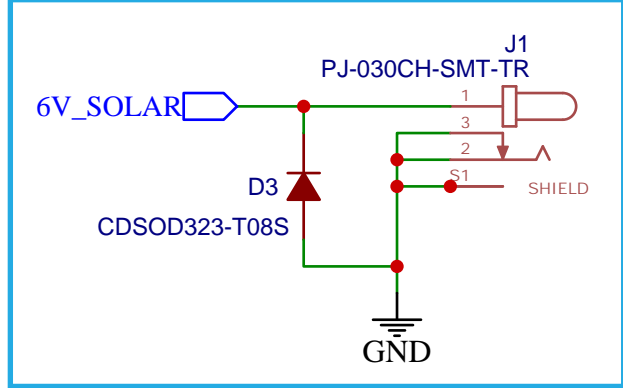 J1
PJ-030CH-SMT-TR
1
6V_SOLAR
3
2
S1
D3
SHIELD
CDSOD323-T08S
GND